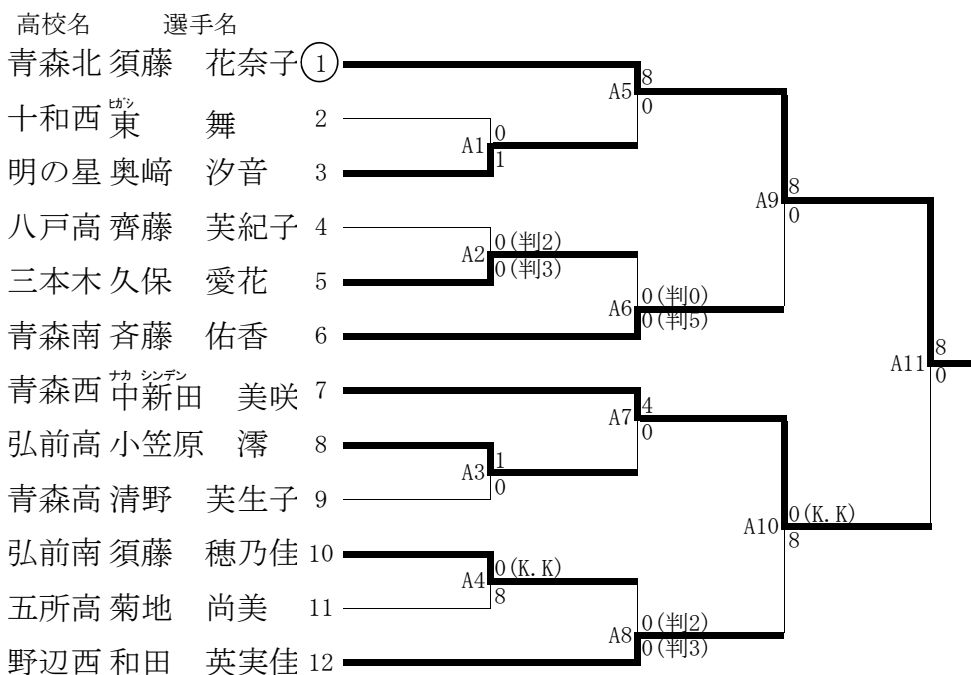 高校名 選手名
青森北 須藤 花奈子 ①
8
A5
0
ヒガシ
十和西 東 舞 2
0
A1
1
明の星 奥﨑 汐音 3
8
A9
0
八戸高 齊藤 芙紀子 4
0(判2)
A2
0(判3)
三本木 久保 愛花 5
0(判0)
A6
0(判5)
青森南 斉藤 佑香 6
8
A11
0
ナカ シンデン
青森西 中新田 美咲 7
4
A7
0
弘前高 小笠原 澪 8
1
A3
0
青森高 清野 芙生子 9
0(K.K)
A10
8
弘前南 須藤 穂乃佳 10
0(K.K)
A4
8
五所高 菊地 尚美 11
0(判2)
A8
0(判3)
野辺西 和田 英実佳 12